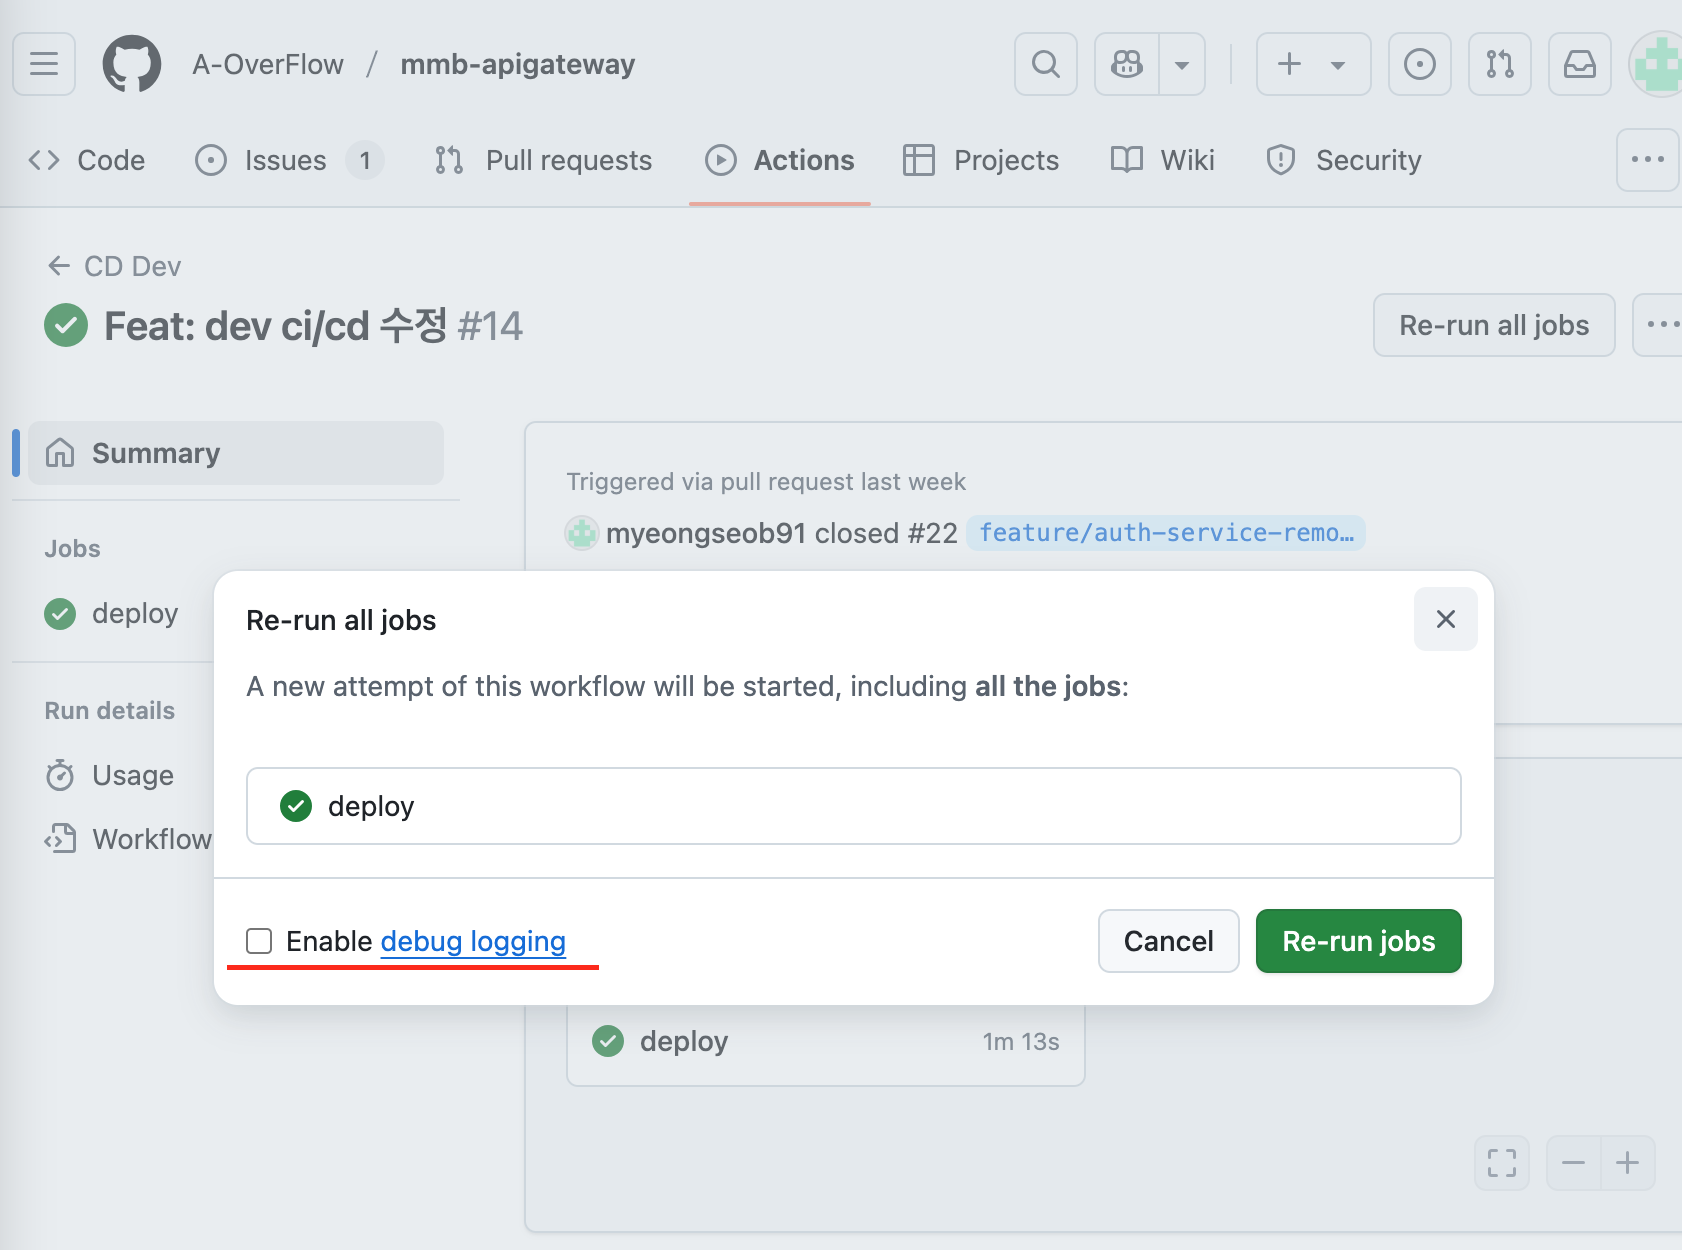 A-OverFlow / mmb-apigateway
Code Issues 1 Pull requests Actions Projects Wiki Security
CD Dev
Feat: dev ci/cd 수정 #14
Re-run all jobs
Summary
Triggered via pull request last week
myeongseob91 closed #22 feature/auth-service-remo…
Jobs
deploy
Run details
Usage
Workflow
Re-run all jobs
A new attempt of this workflow will be started, including all the jobs:
deploy
Enable debug logging
Cancel
Re-run jobs
deploy 1m 13s